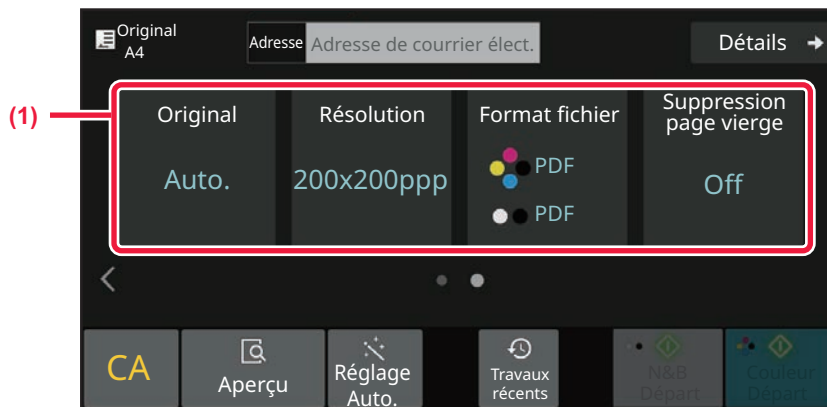 Original
A4
Adresse Adresse de courrier élect.
Détails
(1)
Original
Résolution
Format fichier
Suppression
page vierge
Auto.
200x200ppp
PDF
PDF
Off
CA
Aperçu
Réglage
Auto.
Travaux
récents
N&B
Départ
Couleur
Départ